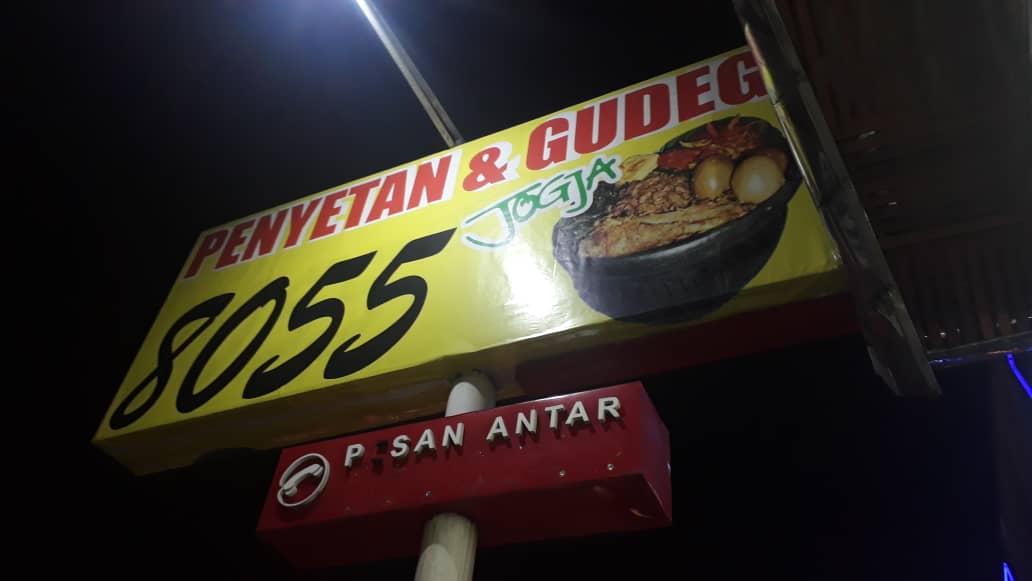 PENYETAN & GUDEG
JOGJA
8055
P SAN ANTAR